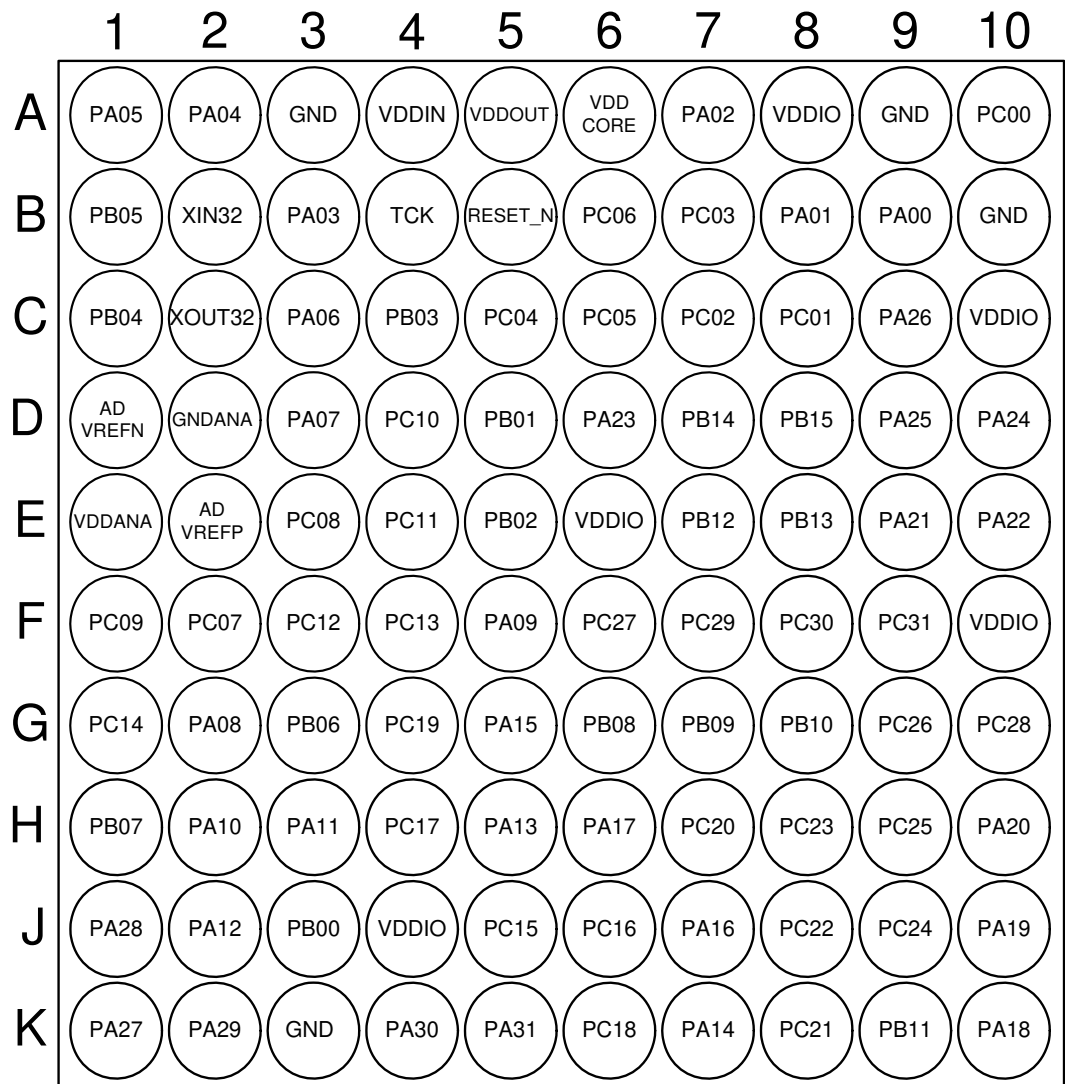 1 2 3 4 5 6 7 8 9 10
A PA05 PA04 GND VDDIN VDDOUT VDD CORE PA02 VDDIO GND PC00
B PB05 XIN32 PA03 TCK RESET_N PC06 PC03 PA01 PA00 GND
C PB04 XOUT32 PA06 PB03 PC04 PC05 PC02 PC01 PA26 VDDIO
D AD VREFN GNDANA PA07 PC10 PB01 PA23 PB14 PB15 PA25 PA24
E VDDANA AD VREFP PC08 PC11 PB02 VDDIO PB12 PB13 PA21 PA22
F PC09 PC07 PC12 PC13 PA09 PC27 PC29 PC30 PC31 VDDIO
G PC14 PA08 PB06 PC19 PA15 PB08 PB09 PB10 PC26 PC28
H PB07 PA10 PA11 PC17 PA13 PA17 PC20 PC23 PC25 PA20
J PA28 PA12 PB00 VDDIO PC15 PC16 PA16 PC22 PC24 PA19
K PA27 PA29 GND PA30 PA31 PC18 PA14 PC21 PB11 PA18